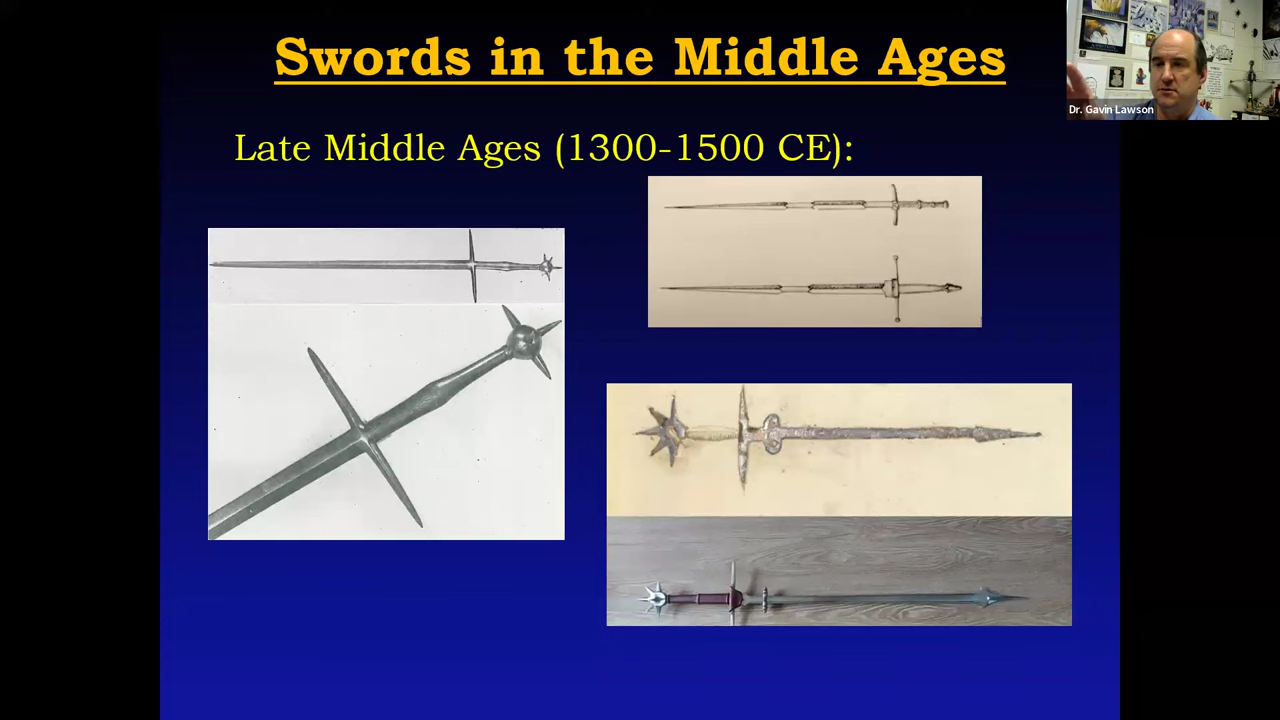 Swords in the Middle Ages
Dr. Gavin Lawson
Late Middle Ages (1300-1500 CE):